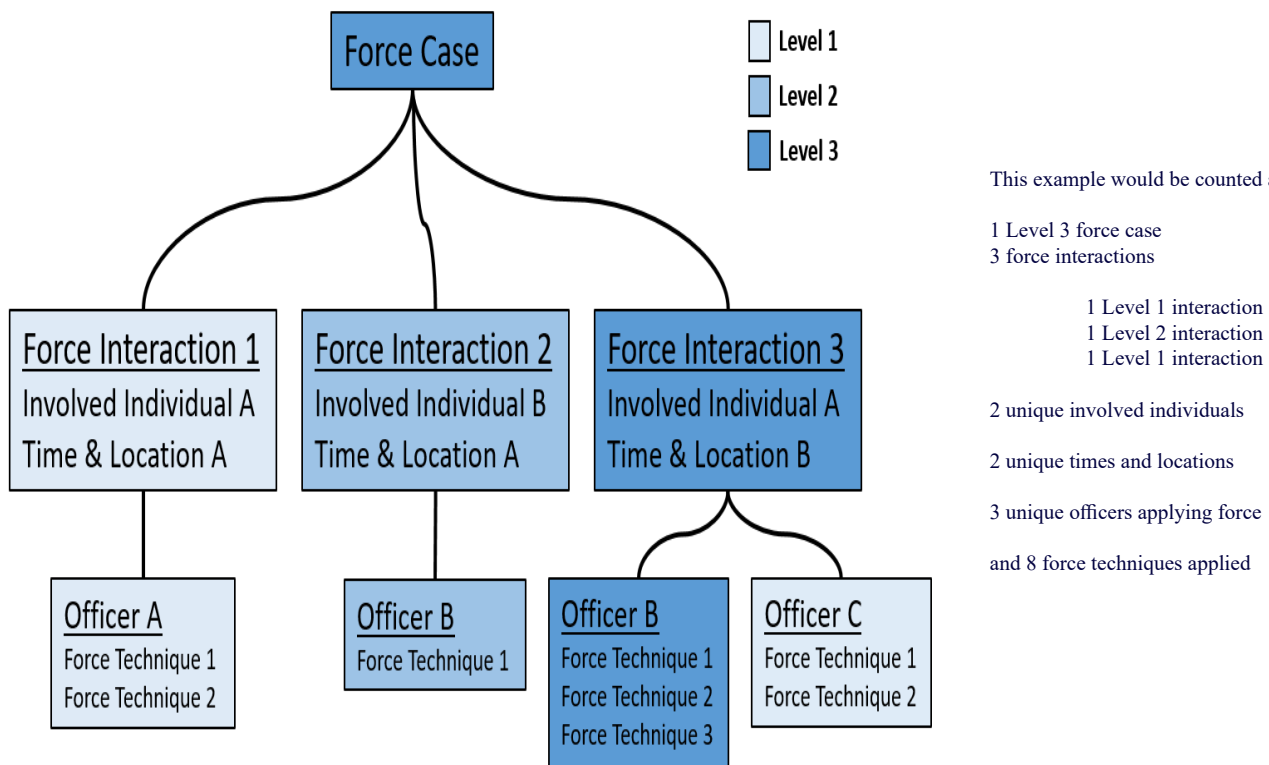 Force Case
Level 1
Level 2
Level 3
Force Interaction 1
Involved Individual A
Time & Location A
Force Interaction 2
Involved Individual B
Time & Location A
Force Interaction 3
Involved Individual A
Time & Location B
Officer A
Force Technique 1
Force Technique 2
Officer B
Force Technique 1
Officer B
Force Technique 1
Force Technique 2
Force Technique 3
Officer C
Force Technique 1
Force Technique 2
This example would be counted
1 Level 3 force case
3 force interactions
1 Level 1 interaction
1 Level 2 interaction
1 Level 1 interaction
2 unique involved individuals
2 unique times and locations
3 unique officers applying force
and 8 force techniques applied